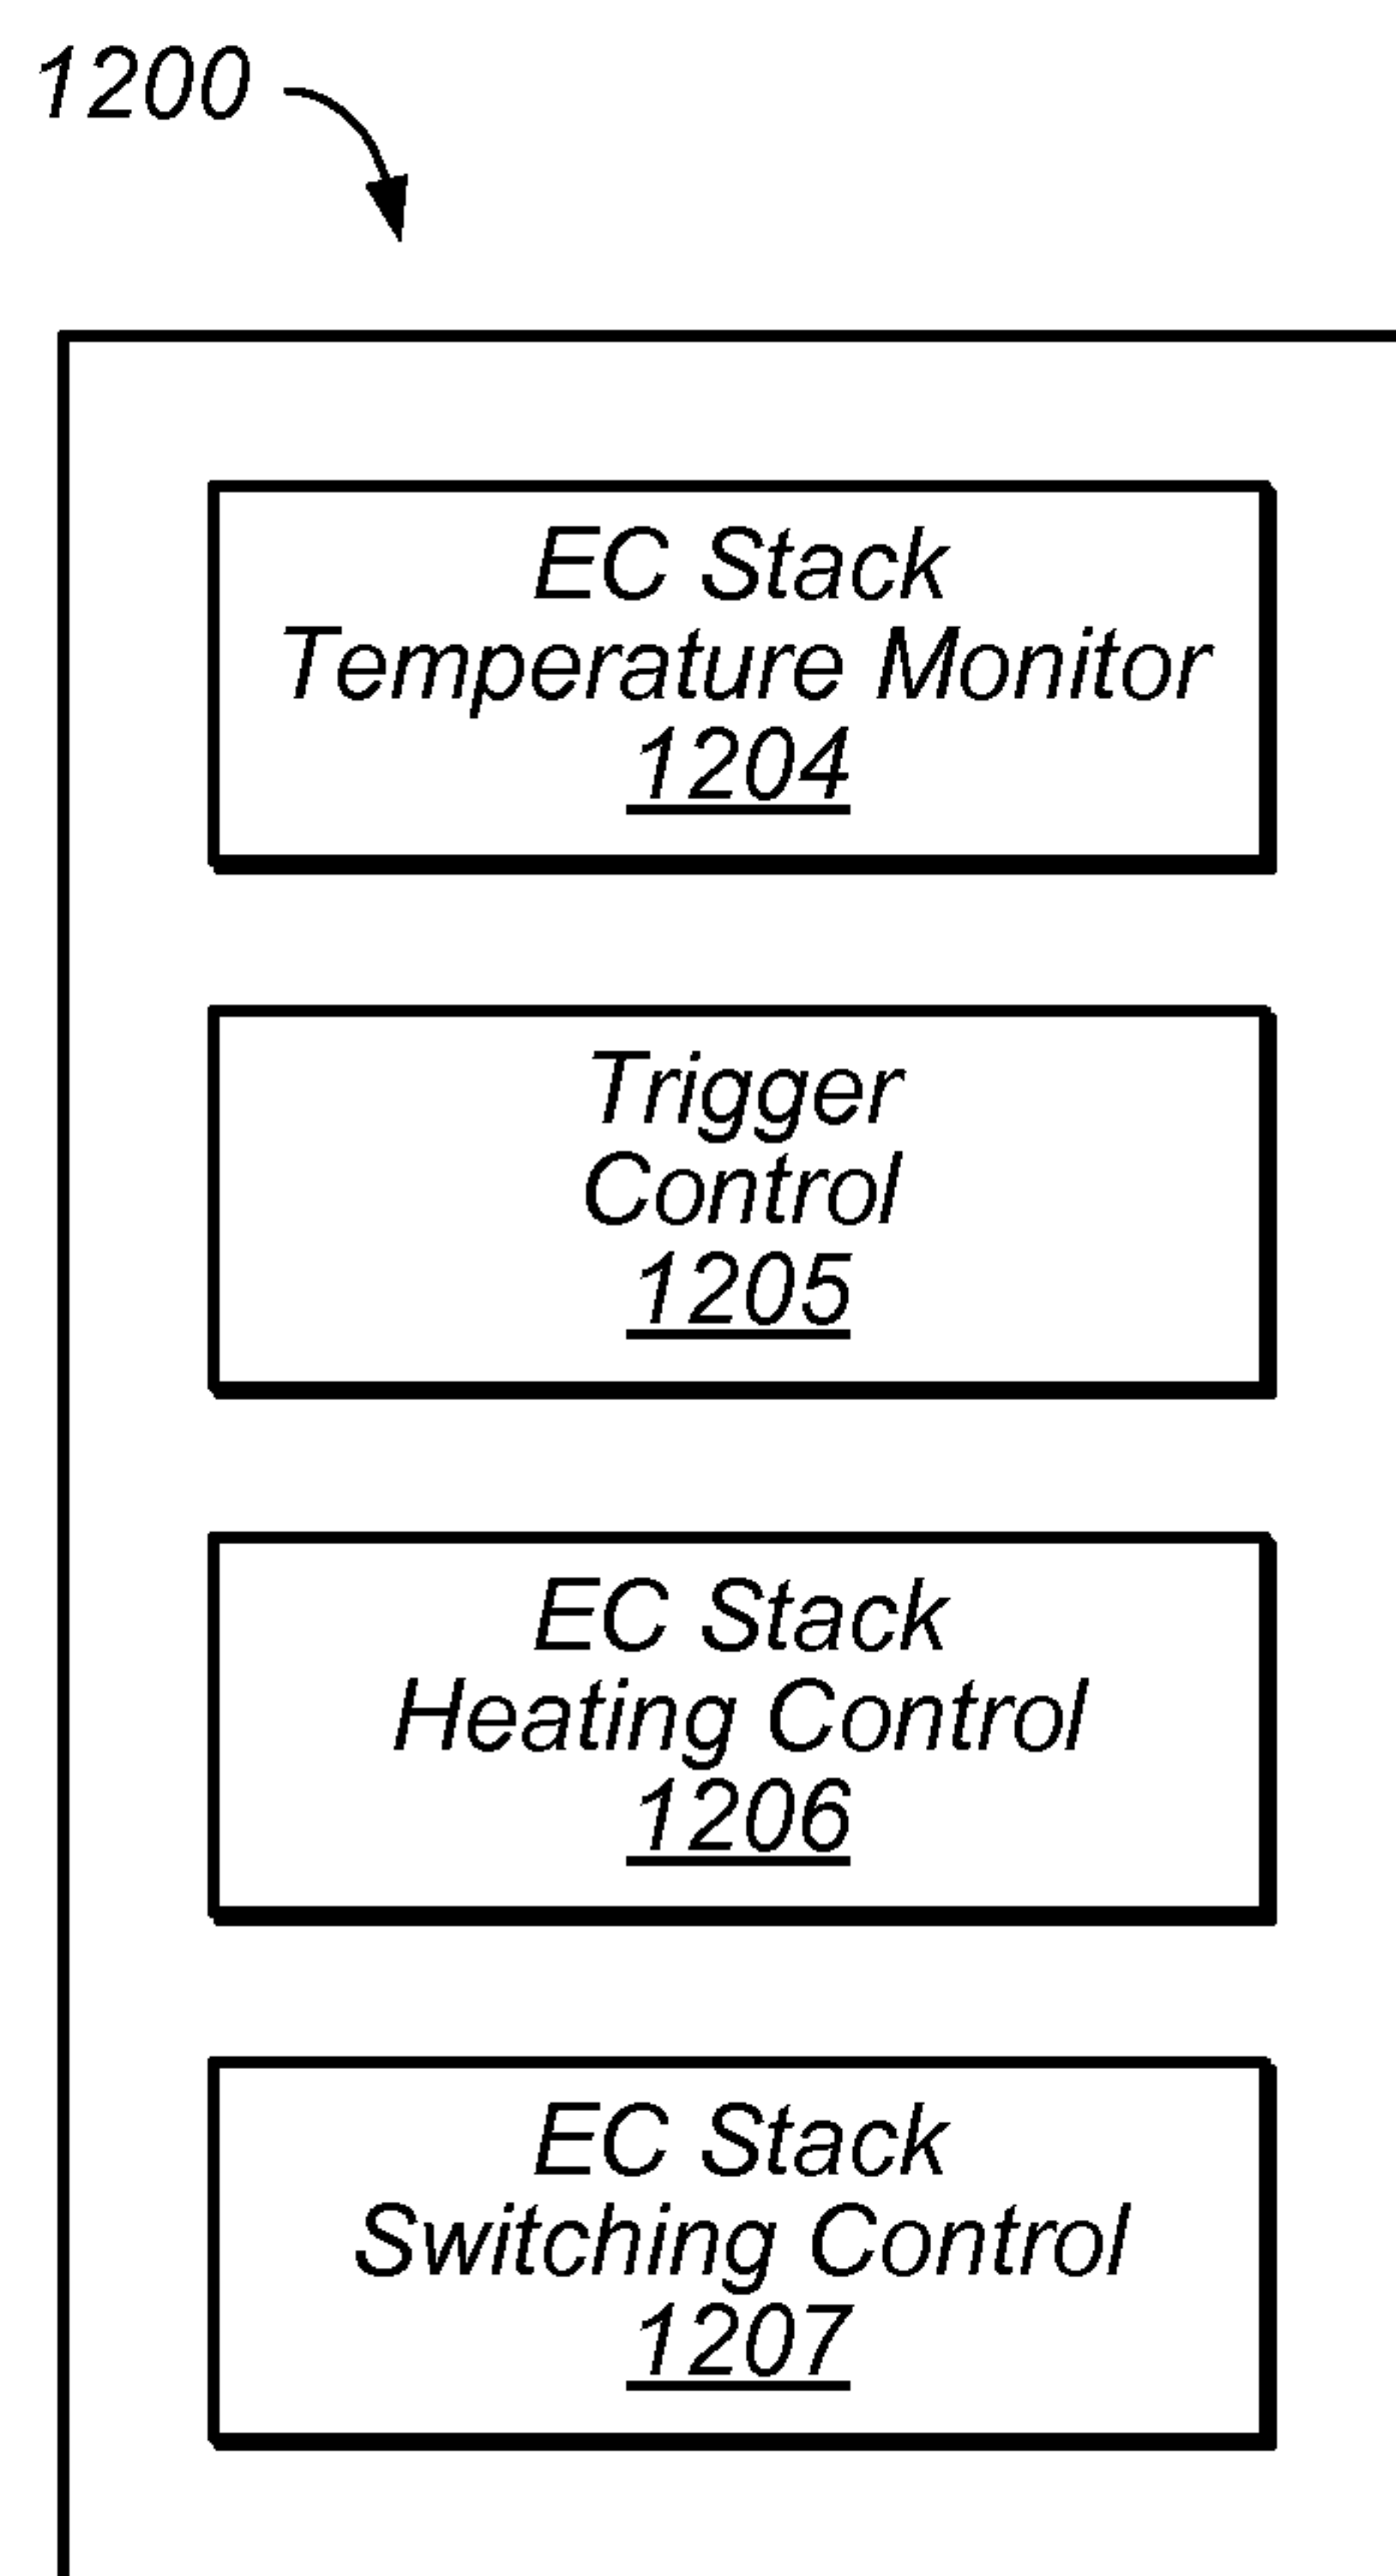 1200
EC Stack
Temperature Monitor
1204
Trigger
Control
1205
EC Stack
Heating Control
1206
EC Stack
Switching Control
1207